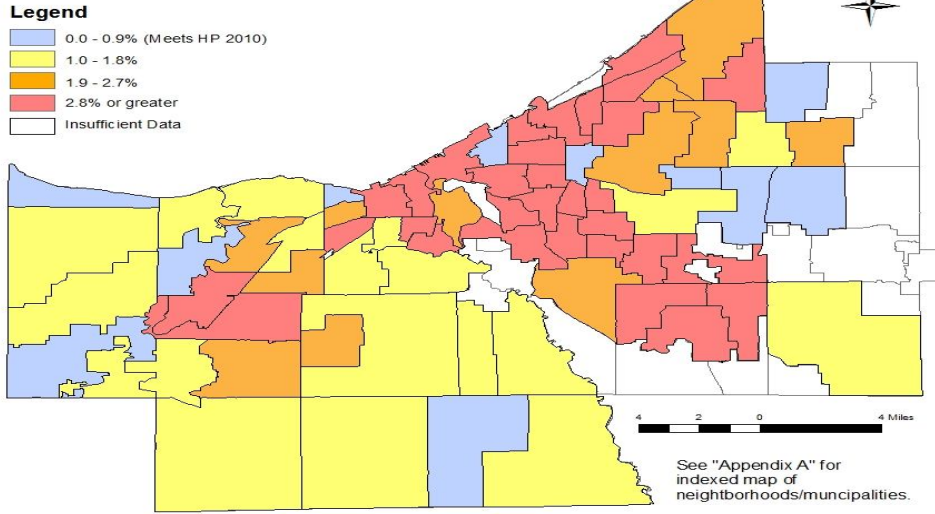 Legend
0.0 - 0.9% (Meets HP 2010)
1.0 - 1.8%
1.9 - 2.7%
2.8% or greater
Insufficient Data
4 2 0 4 Miles
See "Appendix A" for
indexed map of
neightborhoods/muncipalities.